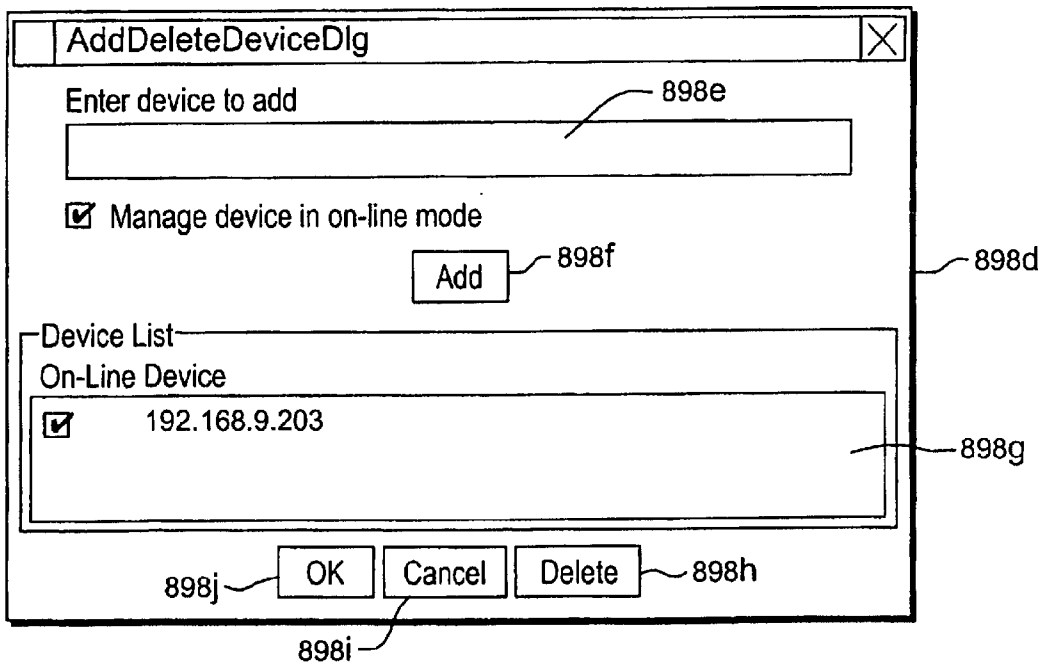 AddDeleteDeviceDlg
Enter device to add
898e
Manage device in on-line mode
Add
898f
898d
Device List
On-Line Device
192.168.9.203
898g
898j
OK
Cancel
Delete
898h
898i